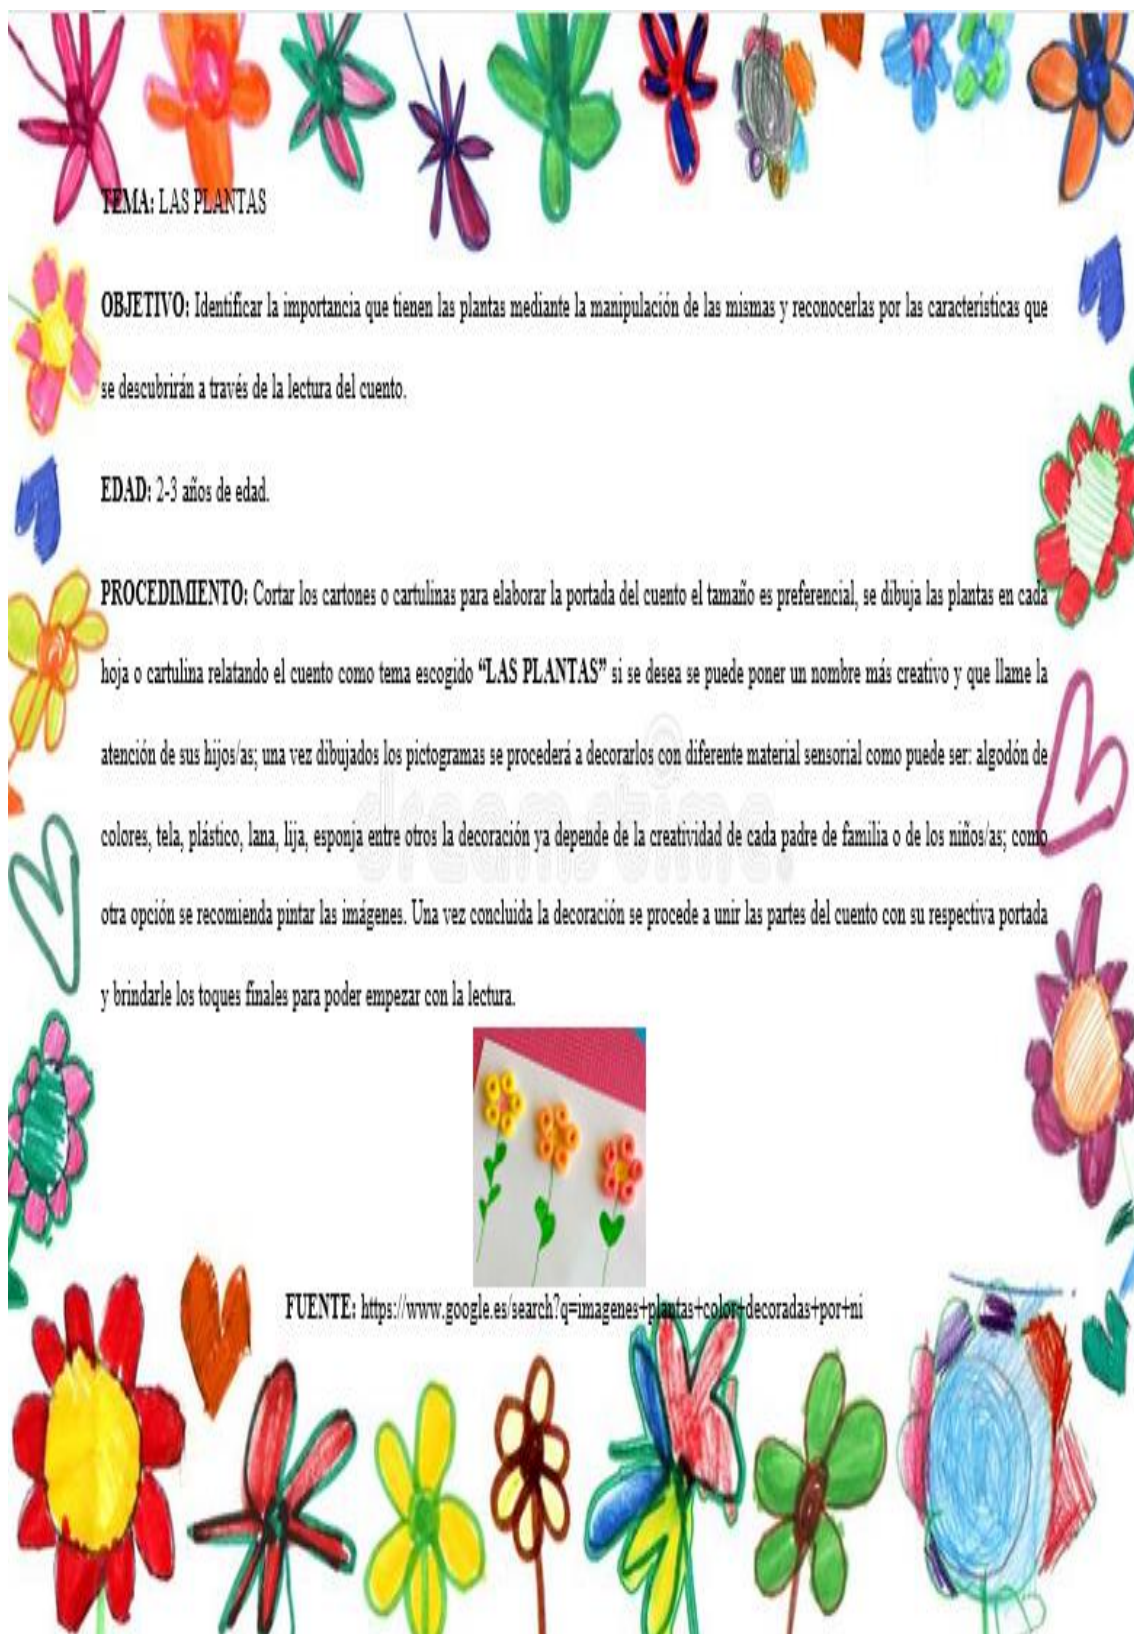 TEMA: LAS PLANTAS
OBJETIVO: Identificar la importancia que tienen las plantas mediante la manipulación de las mismas y reconocerlas por las características que
se descubrirán a través de la lectura del cuento.
EDAD: 2-3 años de edad.
PROCEDIMIENTO: Cortar los cartones o cartulinas para elaborar la portada del cuento el tamaño es preferencial, se dibuja las plantas en cada
hoja o cartulina relatando el cuento como tema escogido “LAS PLANTAS” si se desea se puede poner un nombre más creativo y que llame la
atención de sus hijos/as; una vez dibujados los pictogramas se procederá a decorarlos con diferente material sensorial como puede ser: algodón de
dreamstime.
colores, tela, plástico, lana, lija, esponja entre otros la decoración ya depende de la creatividad de cada padre de familia o de los niños/as; como
otra opción se recomienda pintar las imágenes. Una vez concluida la decoración se procede a unir las partes del cuento con su respectiva portada
y brindarle los toques finales para poder empezar con la lectura.
FUENTE: https://www.google.es/search?q=imagenes+plantas+color+decoradas+por+ni